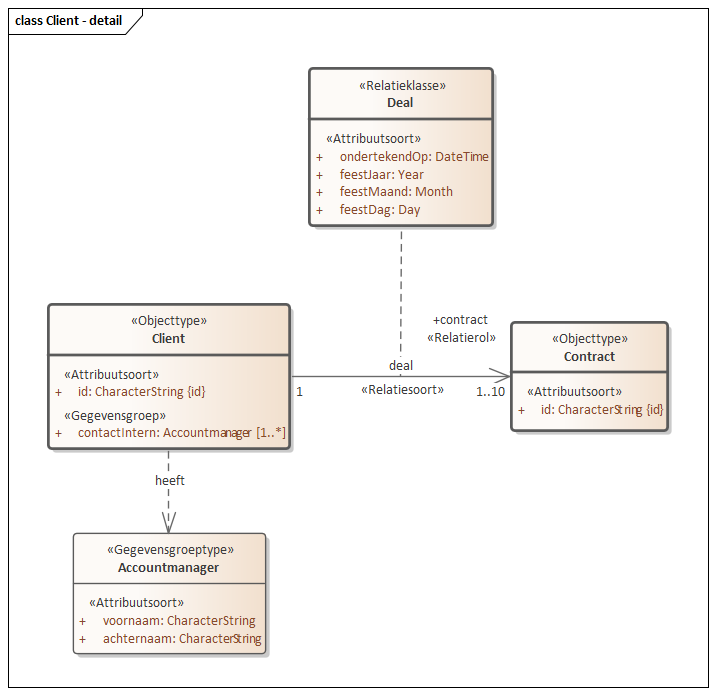 class Client - detail
«Relatieklasse»
Deal
«Attribuutsoort»
+ ondertekendOp: DateTime
+ feestJaar: Year
+ feestMaand: Month
+ feestDag: Day
«Objecttype»
Client
«Attribuutsoort»
+ id: CharacterString {id}
«Gegevensgroep»
+ contactIntern: Accountmanager [1..*]
+contract
«Relatierol»
deal
1
«Relatiesoort»
1..10
«Objecttype»
Contract
«Attribuutsoort»
+ id: CharacterString {id}
heeft
«Gegevensgroeptype»
Accountmanager
«Attribuutsoort»
+ voornaam: CharacterString
+ achternaam: CharacterString